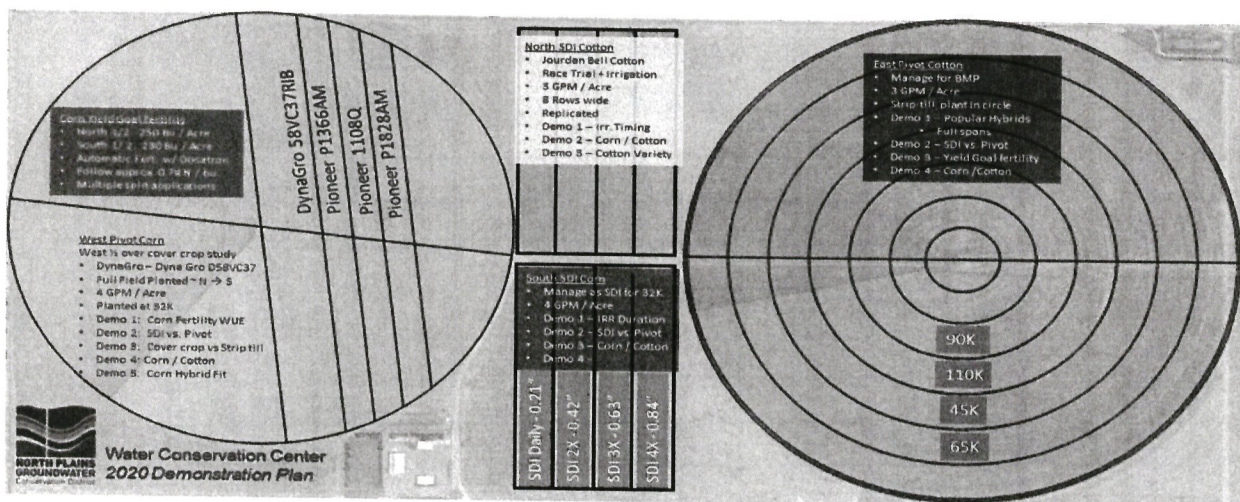 Corn Yield Goal Fertility
• North 1/2 - 250 Bu / Acre
• South 1/2 - 230 Bu / Acre
• Automatic Fert. w/ Dosatron
• Follow approx 0.78 N / bu
• Multiple split applications
DynaGro 58VC37RIB
Pioneer P1366AM
Pioneer 1108Q
Pioneer P1828AM
West Pivot Corn
West ½ over cover crop study
• DynaGro – Dyna Gro D58VC37
• Full Field Planted ~ N → S
• 4 GPM / Acre
• Planted at 32K
• Demo 1: Corn Fertility WUE
• Demo 2: SDI vs. Pivot
• Demo 3: Cover crop vs Strip till
• Demo 4: Corn / Cotton
• Demo 5: Corn Hybrid Fit
NORTH PLAINS
GROUNDWATER
Conservation District
Water Conservation Center
2020 Demonstration Plan
North SDI Cotton
• Jourdan Bell Cotton
• Race Trial + Irrigation
• 3 GPM / Acre
• 8 Rows wide
• Replicated
• Demo 1 – Irr. Timing
• Demo 2 – Corn / Cotton
• Demo 3 – Cotton Variety
South SDI Corn
• Manage as SDI for 32K
• 4 GPM / Acre
• Demo 1 – IRR Duration
• Demo 2 – SDI vs. Pivot
• Demo 3 – Corn / Cotton
• Demo 4
SDI Daily - 0.21"
SDI 2X - 0.42"
SDI 3X - 0.63"
SDI 4X - 0.84"
East Pivot Cotton
• Manage for BMP
• 3 GPM / Acre
• Strip till plant in circle
• Demo 1 – Popular Hybrids
• Full spans
• Demo 2 – SDI vs. Pivot
• Demo 3 – Yield Goal fertility
• Demo 4 – Corn /Cotton
90K
110K
45K
65K